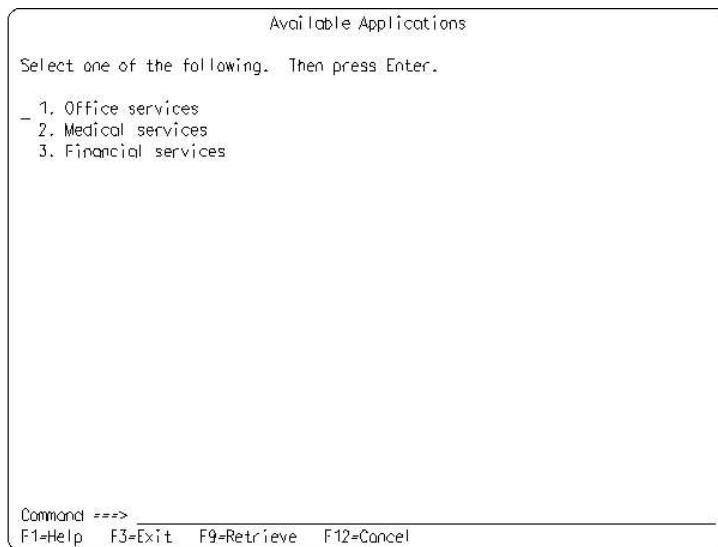 Available Applications
Select one of the following.  Then press Enter.
_ 1. Office services
2. Medical services
3. Financial services
Command ===> ____________________
F1=Help   F3=Exit   F9=Retrieve   F12=Cancel